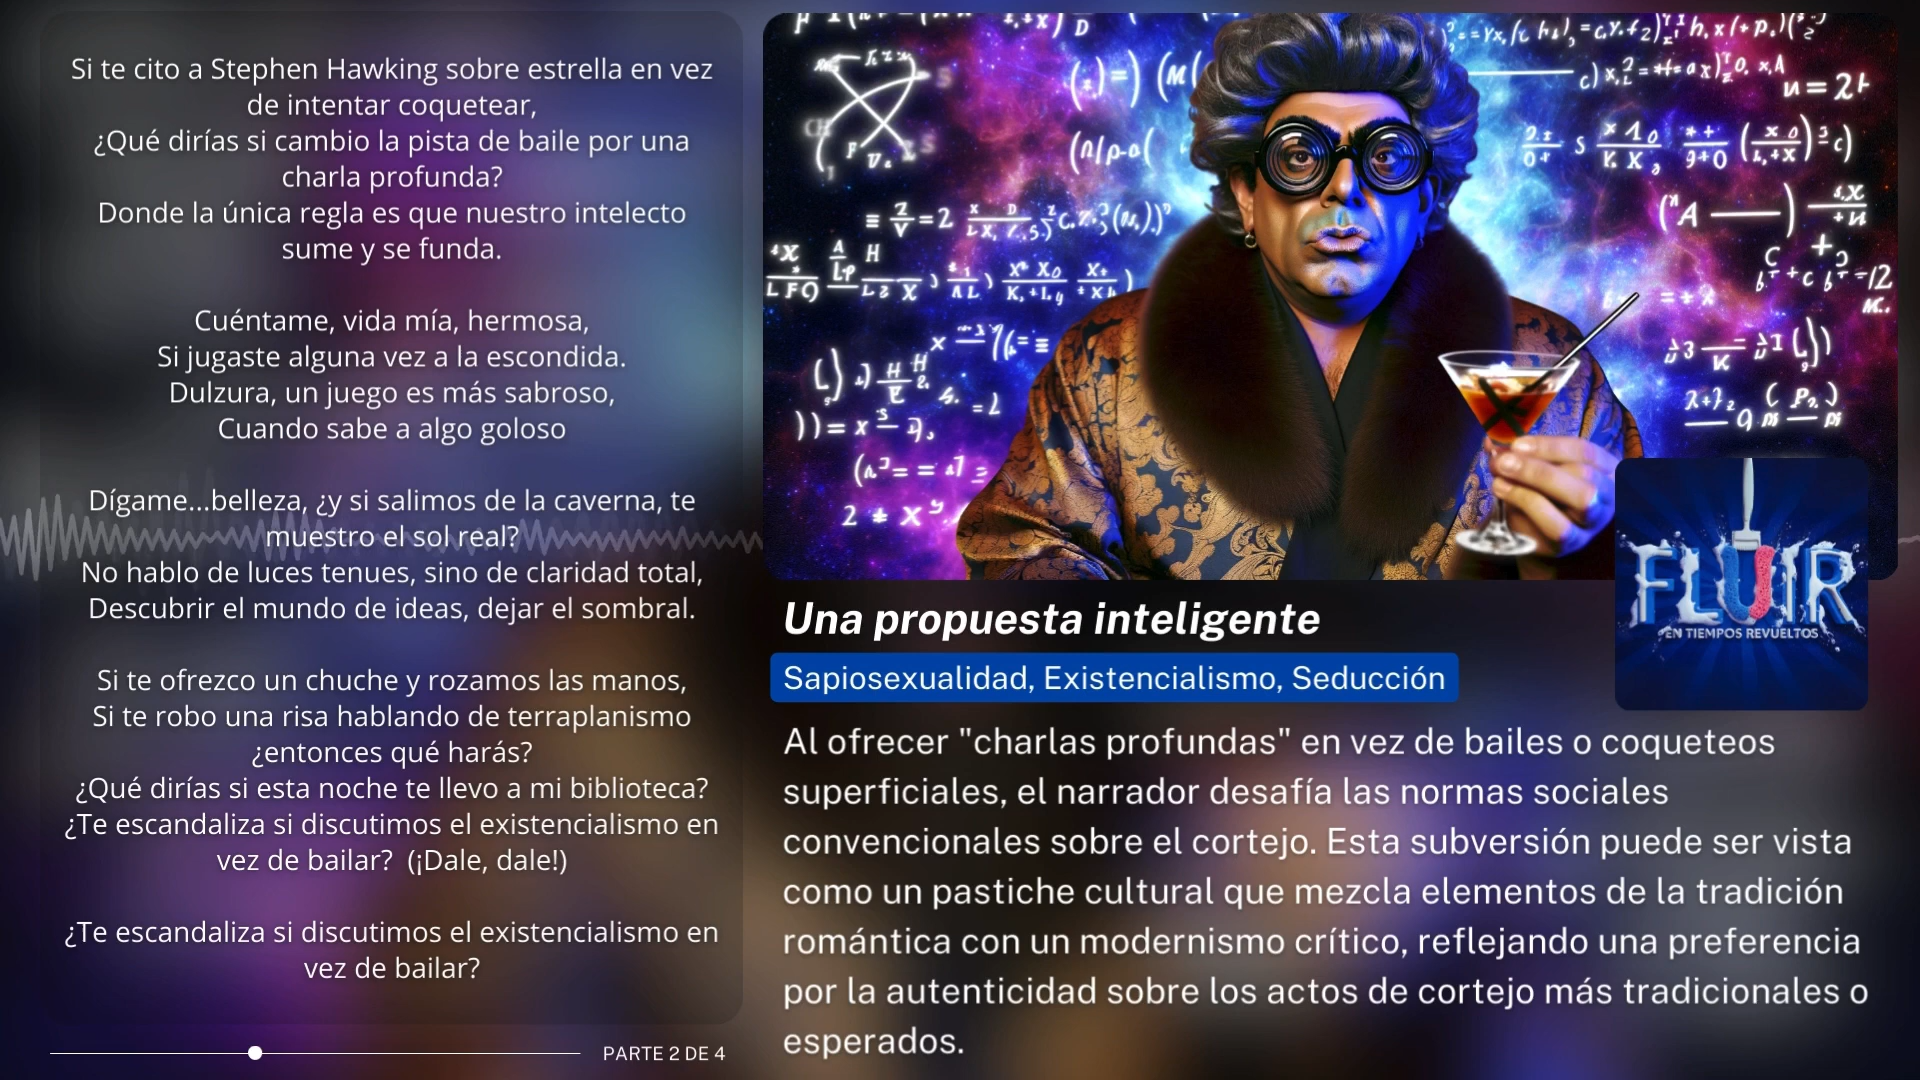 Si te cito a Stephen Hawking sobre estrella en vez
de intentar coquetear,
¿Qué dirías si cambio la pista de baile por una
charla profunda?
Donde la única regla es que nuestro intelecto
sume y se funda.
Cuéntame, vida mía, hermosa,
Si jugaste alguna vez a la escondida.
Dulzura, un juego es más sabroso,
Cuando sabe a algo goloso
Dígame...belleza, ¿y si salimos de la caverna, te
muestro el sol real?
No hablo de luces tenues, sino de claridad total,
Descubrir el mundo de ideas, dejar el sombral.
Si te ofrezco un chuche y rozamos las manos,
Si te robo una risa hablando de terraplanismo
¿entonces qué harás?
¿Qué dirías si esta noche te llevo a mi biblioteca?
¿Te escandaliza si discutimos el existencialismo en
vez de bailar?  (¡Dale, dale!)
¿Te escandaliza si discutimos el existencialismo en
vez de bailar?
PARTE 2 DE 4
FLUIR
EN TIEMPOS REVUELTOS
Una propuesta inteligente
Sapiosexualidad, Existencialismo, Seducción
Al ofrecer "charlas profundas" en vez de bailes o coqueteos
superficiales, el narrador desafía las normas sociales
convencionales sobre el cortejo. Esta subversión puede ser vista
como un pastiche cultural que mezcla elementos de la tradición
romántica con un modernismo crítico, reflejando una preferencia
por la autenticidad sobre los actos de cortejo más tradicionales o
esperados.